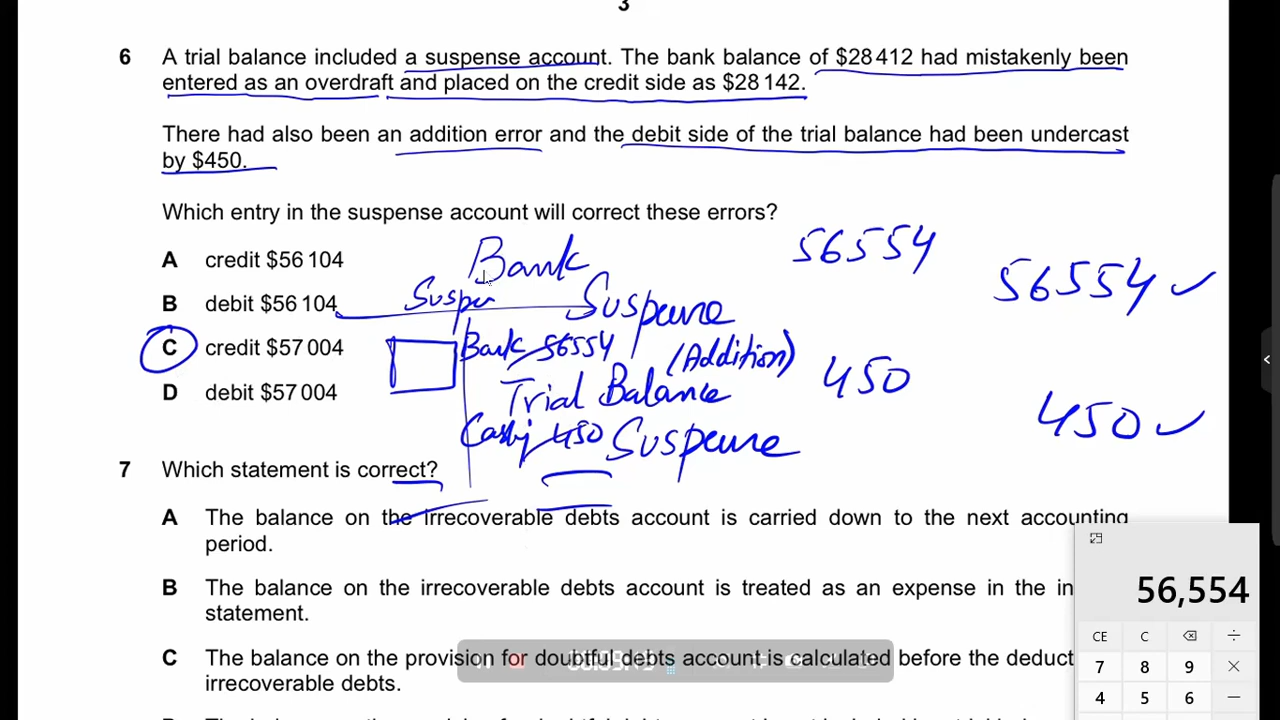 3
6 A trial balance included a suspense account. The bank balance of $28 412 had mistakenly been
entered as an overdraft and placed on the credit side as $28 142.
There had also been an addition error and the debit side of the trial balance had been undercast
by $450.
Which entry in the suspense account will correct these errors?
A credit $56 104
B debit $56 104
C credit $57 004
D debit $57 004
Bank
Suspen
Suspense
56554
56554
Bank 56554
(Addition)
Trial Balance
450
450
450 Suspense
7 Which statement is correct?
A The balance on the irrecoverable debts account is carried down to the next accounting
period.
B The balance on the irrecoverable debts account is treated as an expense in the in
statement.
C The balance on the provision for doubtful debts account is calculated before the deduct
irrecoverable debts.
56,554
CE C ⌫ ÷
7 8 9 ×
4 5 6 −